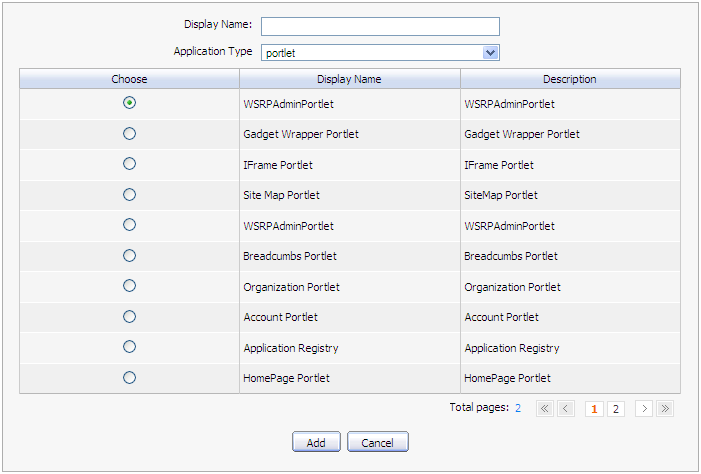 Display Name:
Application Type portlet
Choose Display Name Description
WSRPAdminPortlet WSRPAdminPortlet
Gadget Wrapper Portlet Gadget Wrapper Portlet
IFrame Portlet IFrame Portlet
Site Map Portlet SiteMap Portlet
WSRPAdminPortlet WSRPAdminPortlet
Breadcumbs Portlet Breadcumbs Portlet
Organization Portlet Organization Portlet
Account Portlet Account Portlet
Application Registry Application Registry
HomePage Portlet HomePage Portlet
Total pages: 2 1 2
Add Cancel